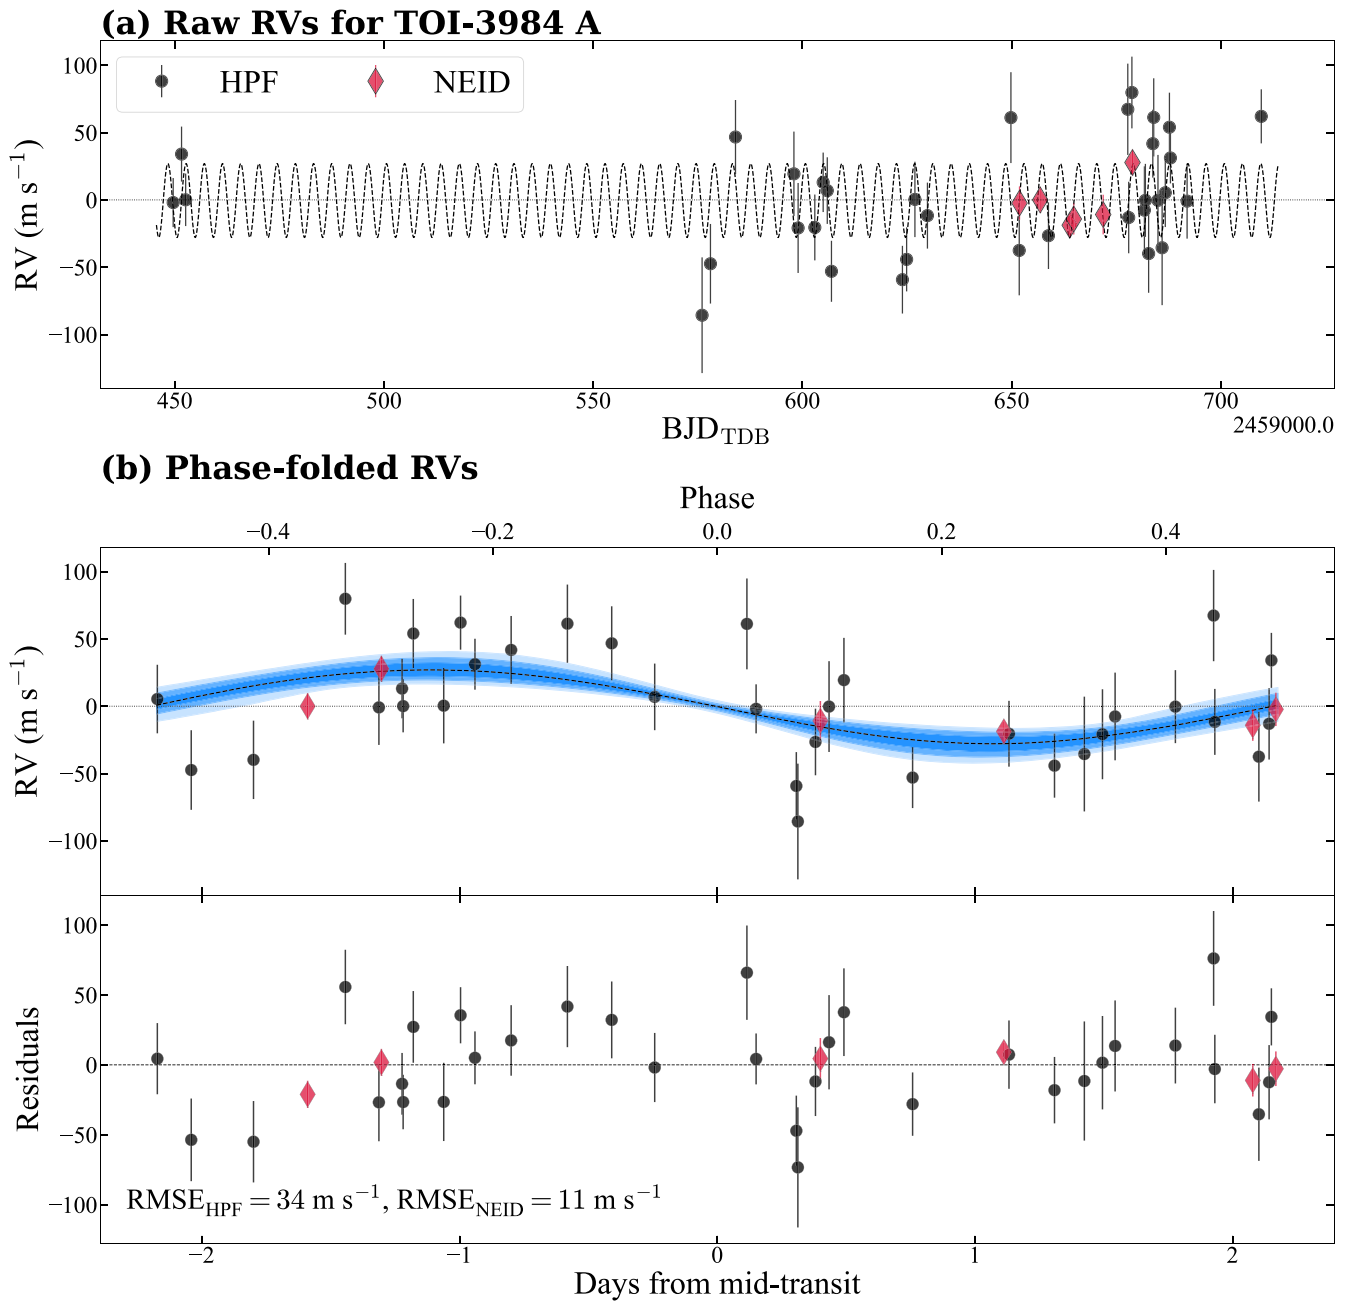 (a) Raw RVs for TOI-3984 A
HPF NEID
RV (m s⁻¹)
100
50
0
−50
−100
450 500 550 600 650 700
BJD_TDB
2459000.0
(b) Phase-folded RVs
Phase
−0.4 −0.2 0.0 0.2 0.4
RV (m s⁻¹)
100
50
0
−50
−100
Residuals
100
50
0
−50
−100
RMSE_HPF = 34 m s⁻¹, RMSE_NEID = 11 m s⁻¹
−2 −1 0 1 2
Days from mid-transit